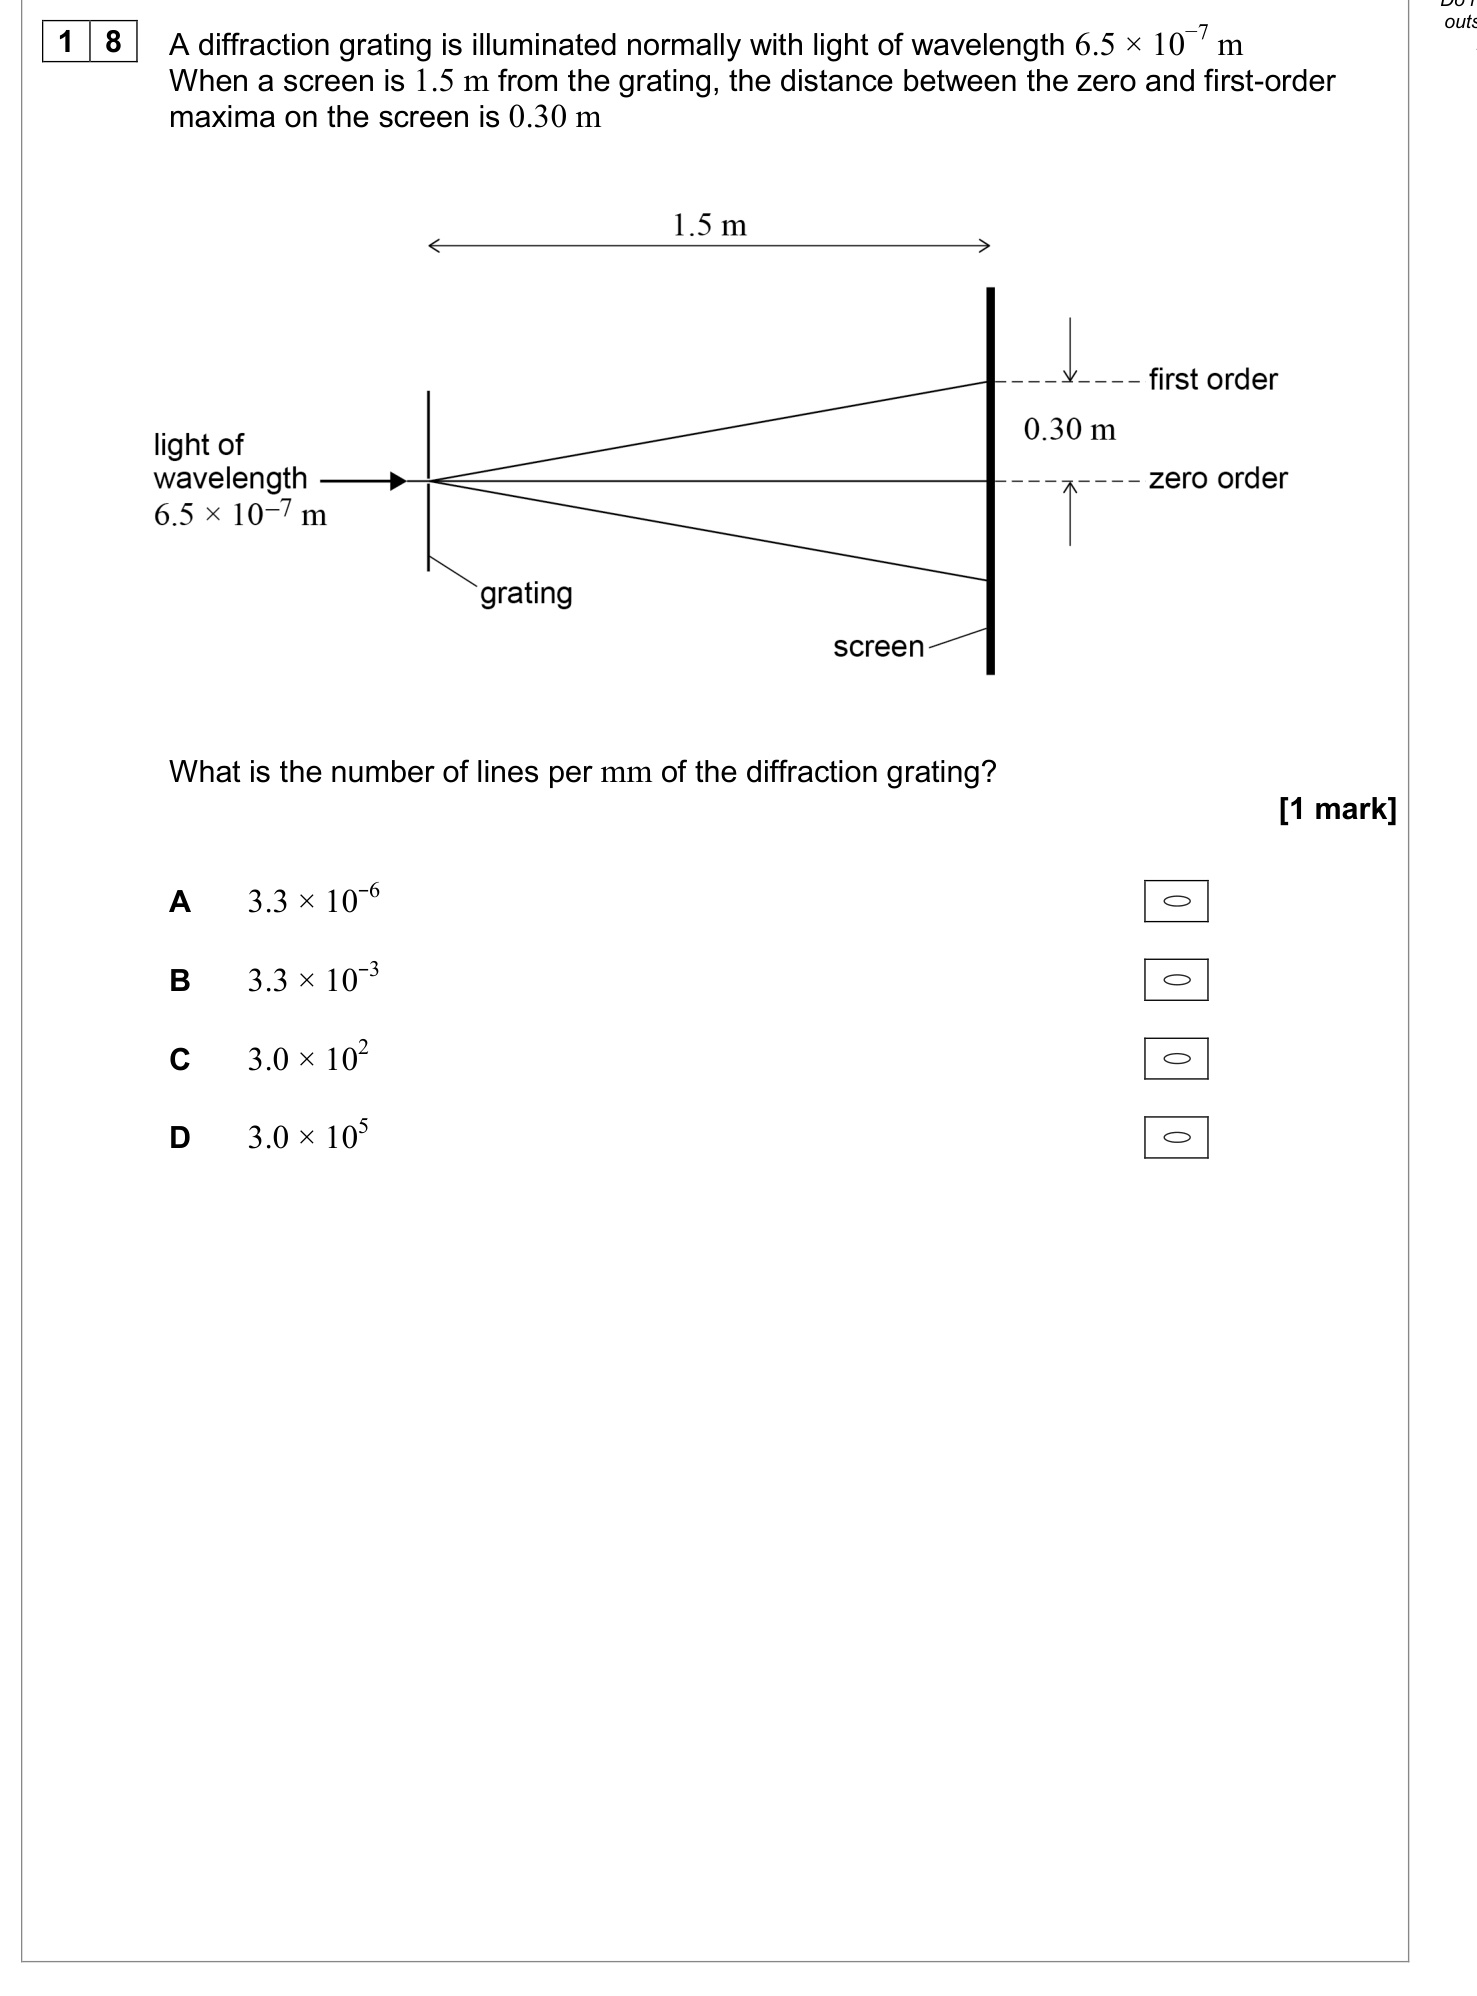 Do n
outs
1 8 A diffraction grating is illuminated normally with light of wavelength 6.5 × 10⁻⁷ m
When a screen is 1.5 m from the grating, the distance between the zero and first-order
maxima on the screen is 0.30 m
1.5 m
first order
0.30 m
light of
wavelength
6.5 × 10⁻⁷ m
zero order
grating
screen
What is the number of lines per mm of the diffraction grating?
[1 mark]
A 3.3 × 10⁻⁶
B 3.3 × 10⁻³
C 3.0 × 10²
D 3.0 × 10⁵